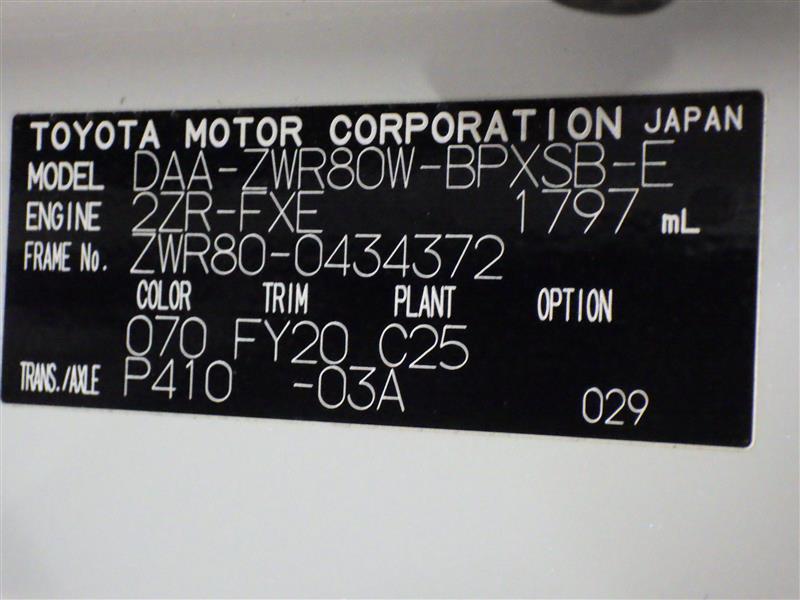 TOYOTA MOTOR CORPORATION JAPAN
MODEL DAA-ZWR80W-BPXSB-E
ENGINE 2ZR-FXE 1797 mL
FRAME No. ZWR80-0434372
COLOR TRIM PLANT OPTION
070 FY20 C25
TRANS./AXLE P410 -03A 029